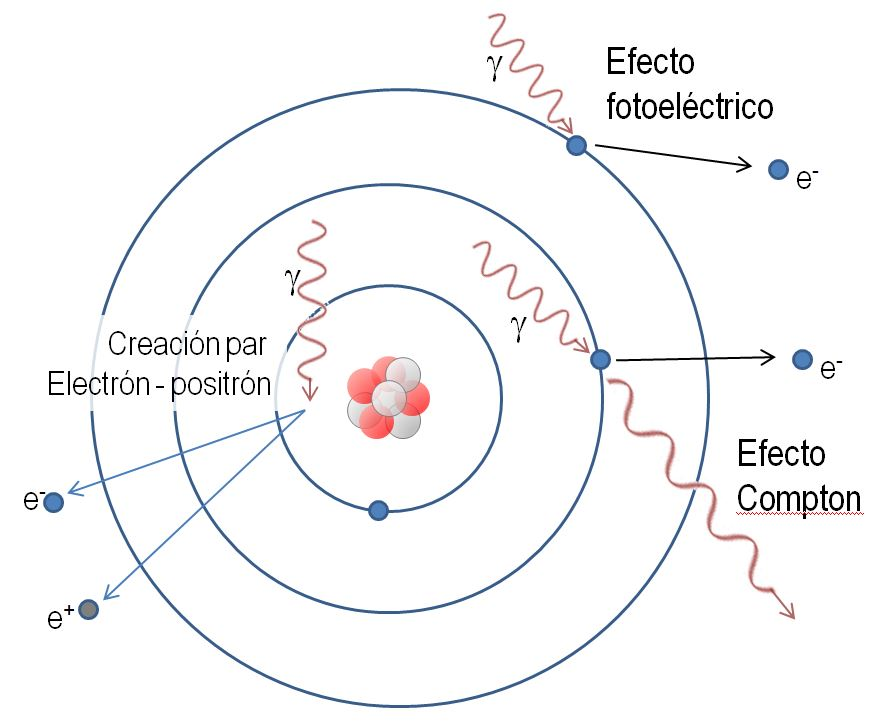 γ
Efecto
fotoeléctrico
e-
γ
γ
Creación par
Electrón - positrón
e-
Efecto
Compton
e-
e+